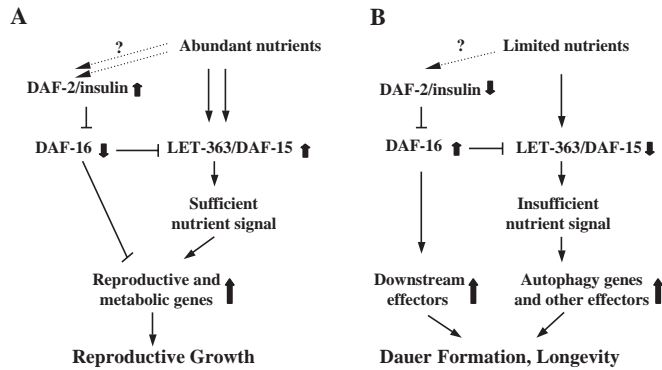 A
? Abundant nutrients
DAF-2/insulin
DAF-16 LET-363/DAF-15
Sufficient
nutrient signal
Reproductive and
metabolic genes
Reproductive Growth
B
? Limited nutrients
DAF-2/insulin
DAF-16 LET-363/DAF-15
Insufficient
nutrient signal
Downstream
effectors
Autophagy genes
and other effectors
Dauer Formation, Longevity